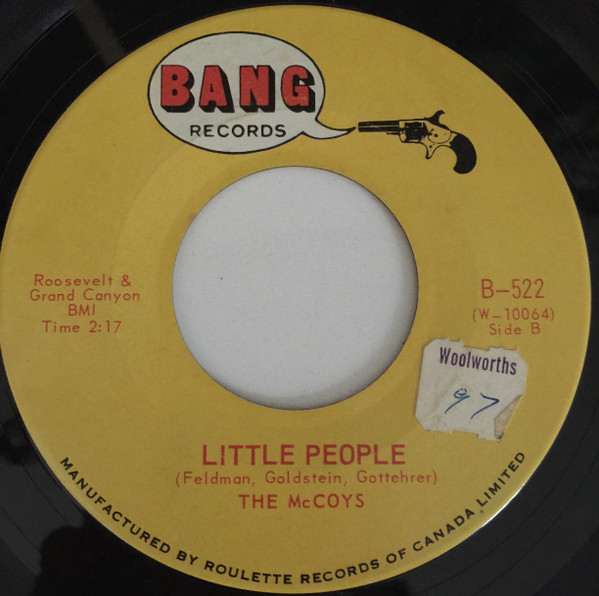 BANG
RECORDS
Roosevelt &
Grand Canyon
BMI
Time 2:17
B-522
(W-10064)
Side B
Woolworths
97
LITTLE PEOPLE
(Feldman, Goldstein, Gottehrer)
THE McCOYS
MANUFACTURED BY ROULETTE RECORDS OF CANADA LIMITED